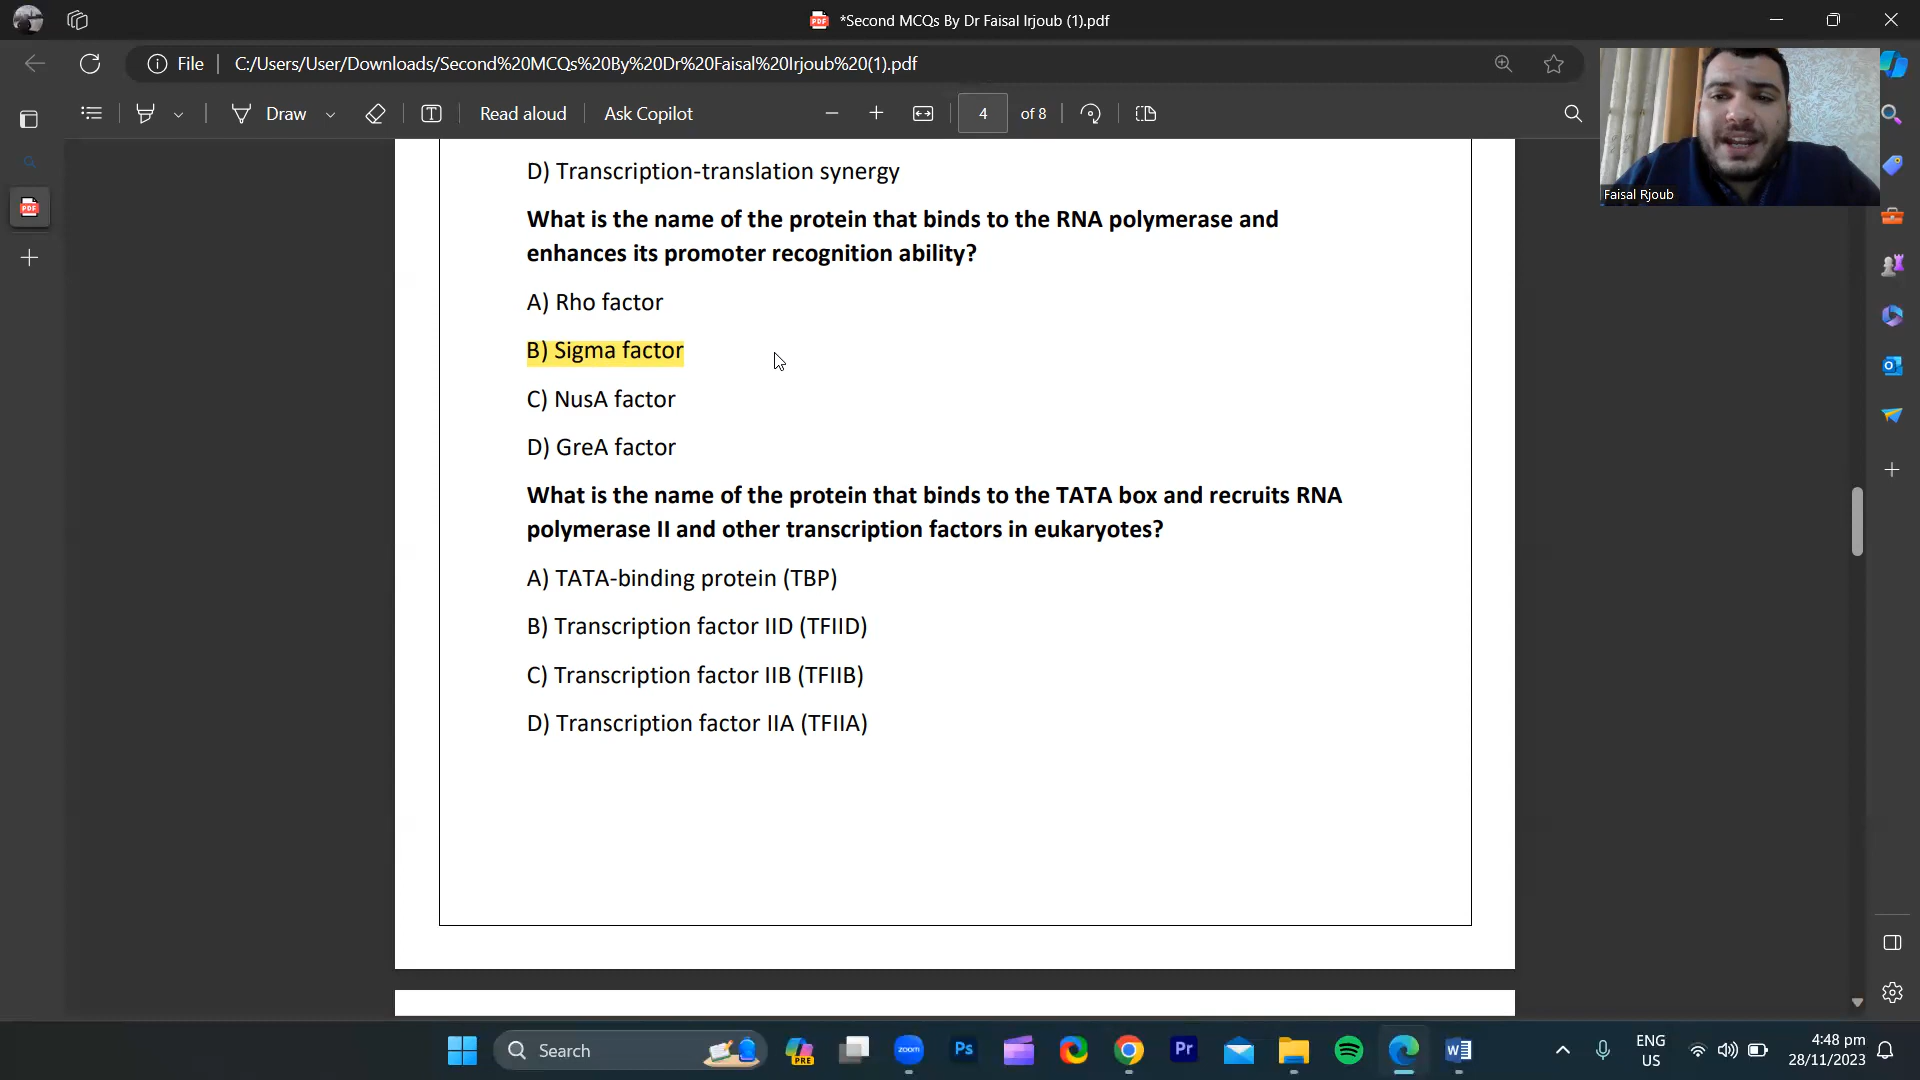 *Second MCQs By Dr Faisal Irjoub (1).pdf
File
C:/Users/User/Downloads/Second%20MCQs%20By%20Dr%20Faisal%20Irjoub%20(1).pdf
Draw
Read aloud
Ask Copilot
4
of 8
Faisal Rjoub
D) Transcription-translation synergy
What is the name of the protein that binds to the RNA polymerase and
enhances its promoter recognition ability?
A) Rho factor
B) Sigma factor
C) NusA factor
D) GreA factor
What is the name of the protein that binds to the TATA box and recruits RNA
polymerase II and other transcription factors in eukaryotes?
A) TATA-binding protein (TBP)
B) Transcription factor IID (TFIID)
C) Transcription factor IIB (TFIIB)
D) Transcription factor IIA (TFIIA)
Search
PRE
zoom
Ps
Pr
ENG
US
4:48 pm
28/11/2023